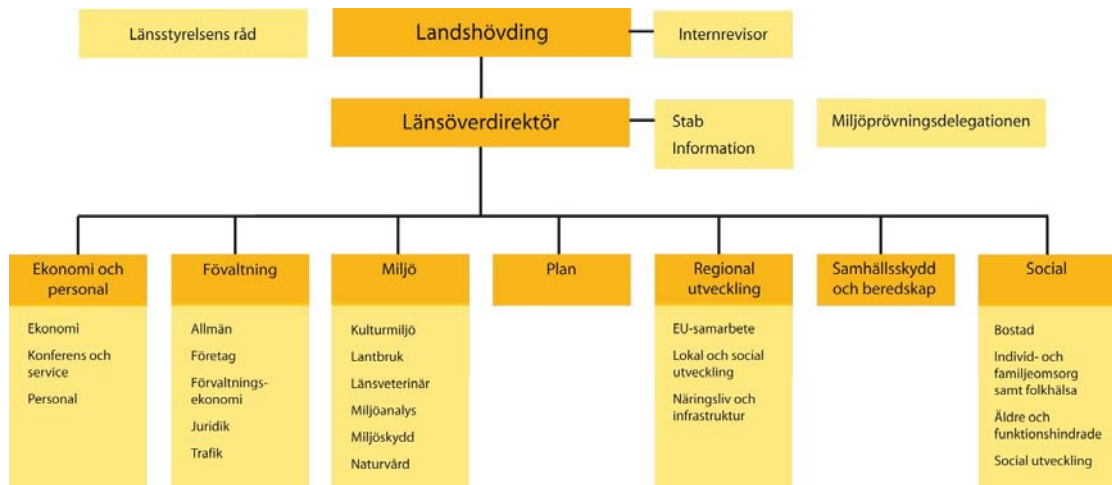 Länsstyrelsens råd
Landshövding
Internrevisor
Länsöverdirektör
Stab
Information
Miljöprövningsdelegationen
Ekonomi och
personal
Ekonomi
Konferens och
service
Personal
Fövaltning
Allmän
Företag
Förvaltnings-
ekonomi
Juridik
Trafik
Miljö
Kulturmiljö
Lantbruk
Länsveterinär
Miljöanalys
Miljöskydd
Naturvård
Plan
Regional
utveckling
EU-samarbete
Lokal och social
utveckling
Näringsliv och
infrastruktur
Samhällsskydd
och beredskap
Social
Bostad
Individ- och
familjeomsorg
samt folkhälsa
Äldre och
funktionshindrade
Social utveckling